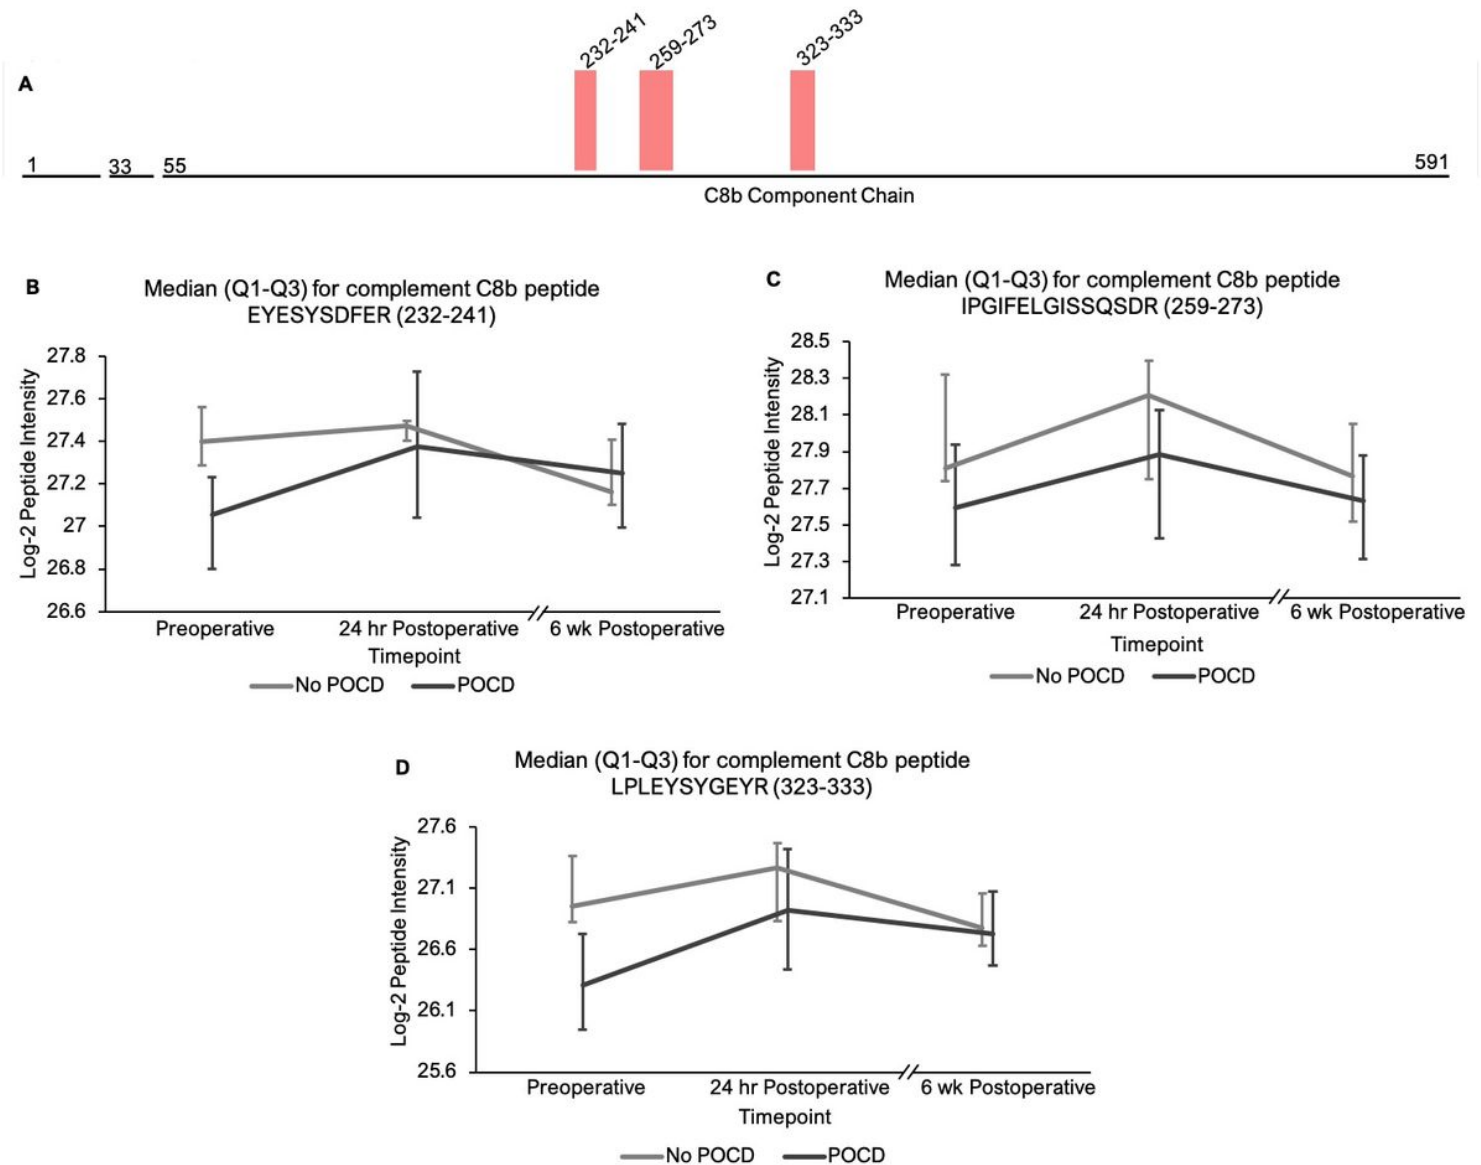 232-241
259-273
323-333
A
1
33
55
591
C8b Component Chain
B
Median (Q1-Q3) for complement C8b peptide
EYESYSDFER (232-241)
Log-2 Peptide Intensity
27.8
27.6
27.4
27.2
27
26.8
26.6
Preoperative
24 hr Postoperative
6 wk Postoperative
Timepoint
No POCD
POCD
C
Median (Q1-Q3) for complement C8b peptide
IPGIFELGISSQSDR (259-273)
Log-2 Peptide Intensity
28.5
28.3
28.1
27.9
27.7
27.5
27.3
27.1
Preoperative
24 hr Postoperative
6 wk Postoperative
Timepoint
No POCD
POCD
D
Median (Q1-Q3) for complement C8b peptide
LPLEYSYGEYR (323-333)
Log-2 Peptide Intensity
27.6
27.1
26.6
26.1
25.6
Preoperative
24 hr Postoperative
6 wk Postoperative
Timepoint
No POCD
POCD